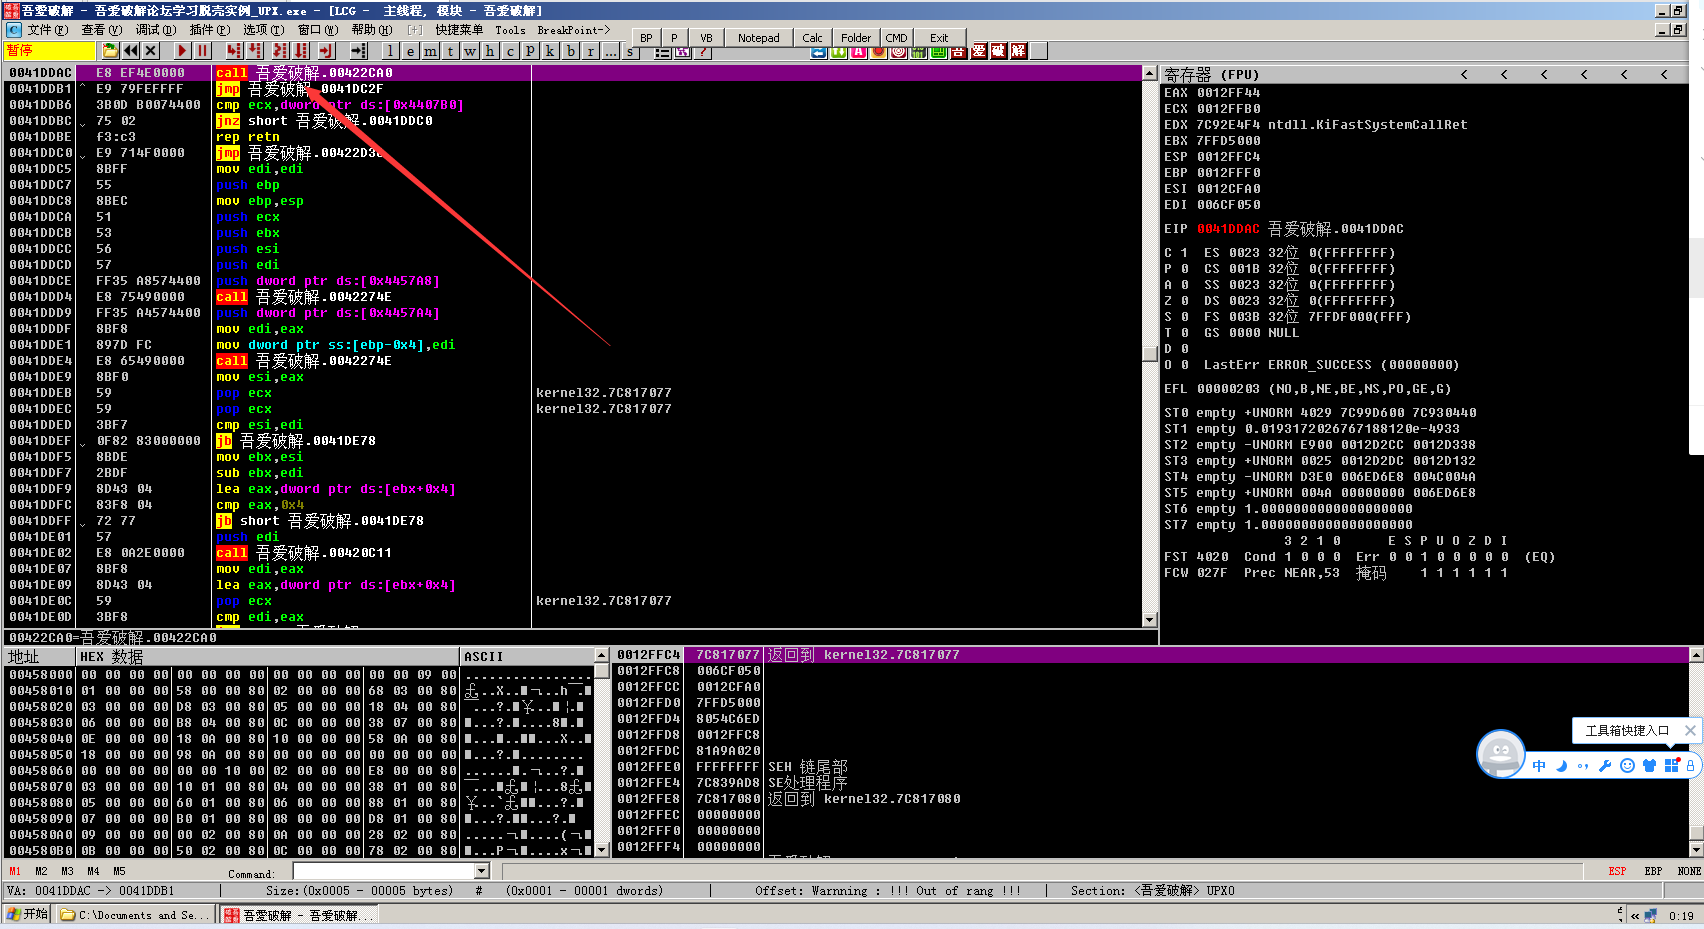 吾爱破解 - 吾爱破解论坛学习脱壳实例_UPX.exe - [LCG -  主线程, 模块 - 吾爱破解]
文件(F) 查看(V) 调试(D) 插件(P) 选项(T) 窗口(W) 帮助(H) [+] 快捷菜单 Tools BreakPoint->
BP P VB Notepad Calc Folder CMD Exit
暂停 l e m t w h c p k b r ... s
吾 爱 破 解
0041DDAC E8 EF4E0000 call 吾爱破解.00422CA0
0041DDB1 E9 79FEFFFF jmp 吾爱破解.0041DC2F
0041DDB6 3B0D B0074400 cmp ecx,dword ptr ds:[0x4407B0]
0041DDBC 75 02 jnz short 吾爱破解.0041DDC0
0041DDBE f3:c3 rep retn
0041DDC0 E9 714F0000 jmp 吾爱破解.00422D3
0041DDC5 8BFF mov edi,edi
0041DDC7 55 push ebp
0041DDC8 8BEC mov ebp,esp
0041DDCA 51 push ecx
0041DDCB 53 push ebx
0041DDCC 56 push esi
0041DDCD 57 push edi
0041DDCE FF35 A8574400 push dword ptr ds:[0x4457A8]
0041DDD4 E8 75490000 call 吾爱破解.0042274E
0041DDD9 FF35 A4574400 push dword ptr ds:[0x4457A4]
0041DDDF 8BF8 mov edi,eax
0041DDE1 897D FC mov dword ptr ss:[ebp-0x4],edi
0041DDE4 E8 65490000 call 吾爱破解.0042274E
0041DDE9 8BF0 mov esi,eax
0041DDEB 59 pop ecx kernel32.7C817077
0041DDEC 59 pop ecx kernel32.7C817077
0041DDED 3BF7 cmp esi,edi
0041DDEF 0F82 83000000 jb 吾爱破解.0041DE78
0041DDF5 8BDE mov ebx,esi
0041DDF7 2BDF sub ebx,edi
0041DDF9 8D43 04 lea eax,dword ptr ds:[ebx+0x4]
0041DDFC 83F8 04 cmp eax,0x4
0041DDFF 72 77 jb short 吾爱破解.0041DE78
0041DE01 57 push edi
0041DE02 E8 0A2E0000 call 吾爱破解.00420C11
0041DE07 8BF8 mov edi,eax
0041DE09 8D43 04 lea eax,dword ptr ds:[ebx+0x4]
0041DE0C 59 pop ecx kernel32.7C817077
0041DE0D 3BF8 cmp edi,eax
00422CA0=吾爱破解.00422CA0
寄存器 (FPU) < < < < < <
EAX 0012FF44
ECX 0012FFB0
EDX 7C92E4F4 ntdll.KiFastSystemCallRet
EBX 7FFD5000
ESP 0012FFC4
EBP 0012FFF0
ESI 0012CFA0
EDI 006CF050
EIP 0041DDAC 吾爱破解.0041DDAC
C 1 ES 0023 32位 0(FFFFFFFF)
P 0 CS 001B 32位 0(FFFFFFFF)
A 0 SS 0023 32位 0(FFFFFFFF)
Z 0 DS 0023 32位 0(FFFFFFFF)
S 0 FS 003B 32位 7FFDF000(FFF)
T 0 GS 0000 NULL
D 0
O 0 LastErr ERROR_SUCCESS (00000000)
EFL 00000203 (NO,B,NE,BE,NS,PO,GE,G)
ST0 empty +UNORM 4029 7C99D600 7C930440
ST1 empty 0.0193172026767188120e-4933
ST2 empty -UNORM E900 0012D2CC 0012D338
ST3 empty +UNORM 0025 0012D2DC 0012D132
ST4 empty -UNORM D3E0 006ED6E8 004C004A
ST5 empty +UNORM 004A 00000000 006ED6E8
ST6 empty 1.0000000000000000000
ST7 empty 1.0000000000000000000
3 2 1 0 E S P U O Z D I
FST 4020 Cond 1 0 0 0 Err 0 0 1 0 0 0 0 0 (EQ)
FCW 027F Prec NEAR,53 掩码 1 1 1 1 1 1
地址 HEX 数据 ASCII
00458000 00 00 00 00 00 00 00 00 00 00 00 00 00 00 09 00
00458010 01 00 00 00 58 00 00 80 02 00 00 00 68 03 00 80
00458020 03 00 00 00 D8 03 00 80 05 00 00 00 18 04 00 80
00458030 06 00 00 00 B8 04 00 80 0C 00 00 00 38 07 00 80
00458040 0E 00 00 00 18 0A 00 80 10 00 00 00 58 0A 00 80
00458050 18 00 00 00 98 0A 00 80 00 00 00 00 00 00 00 00
00458060 00 00 00 00 00 00 10 00 02 00 00 00 E8 00 00 80
00458070 03 00 00 00 10 01 00 80 04 00 00 00 38 01 00 80
00458080 05 00 00 00 60 01 00 80 06 00 00 00 88 01 00 80
00458090 07 00 00 00 B0 01 00 80 08 00 00 00 D8 01 00 80
004580A0 09 00 00 00 00 02 00 80 0A 00 00 00 28 02 00 80
004580B0 0B 00 00 00 50 02 00 80 0C 00 00 00 78 02 00 80
0012FFC4 7C817077 返回到 kernel32.7C817077
0012FFC8 006CF050
0012FFCC 0012CFA0
0012FFD0 7FFD5000
0012FFD4 8054C6ED
0012FFD8 0012FFC8
0012FFDC 81A9A020
0012FFE0 FFFFFFFF SEH 链尾部
0012FFE4 7C839AD8 SE处理程序
0012FFE8 7C817080 返回到 kernel32.7C817080
0012FFEC 00000000
0012FFF0 00000000
0012FFF4 00000000
工具箱快捷入口
中
M1 M2 M3 M4 M5 Command: ESP EBP NONE
VA: 0041DDAC -> 0041DDB1 Size:(0x0005 - 00005 bytes) # (0x0001 - 00001 dwords) Offset: Warnning : !!! Out of rang !!! Section: <吾爱破解> UPX0
开始 C:\Documents and Se... 吾爱破解 - 吾爱破解... « 0:19